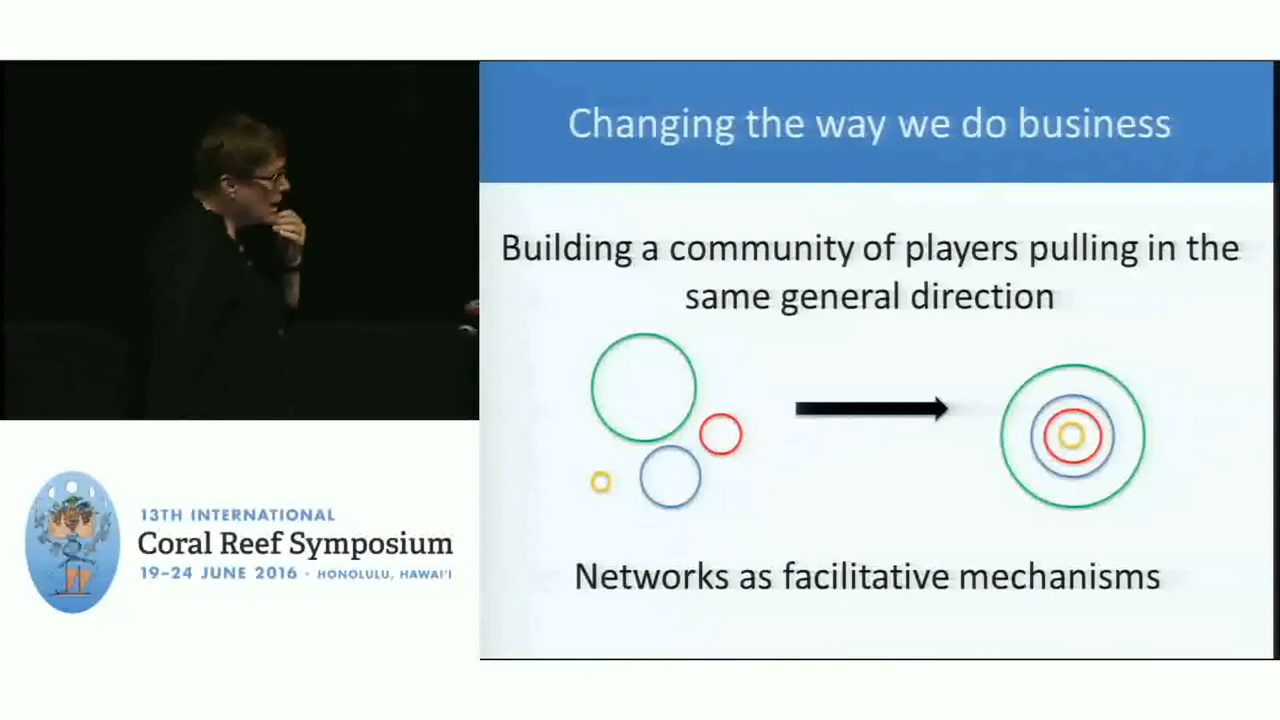 Changing the way we do business
Building a community of players pulling in the
same general direction
Networks as facilitative mechanisms
13TH INTERNATIONAL
Coral Reef Symposium
19–24 JUNE 2016 · HONOLULU, HAWAI‘I